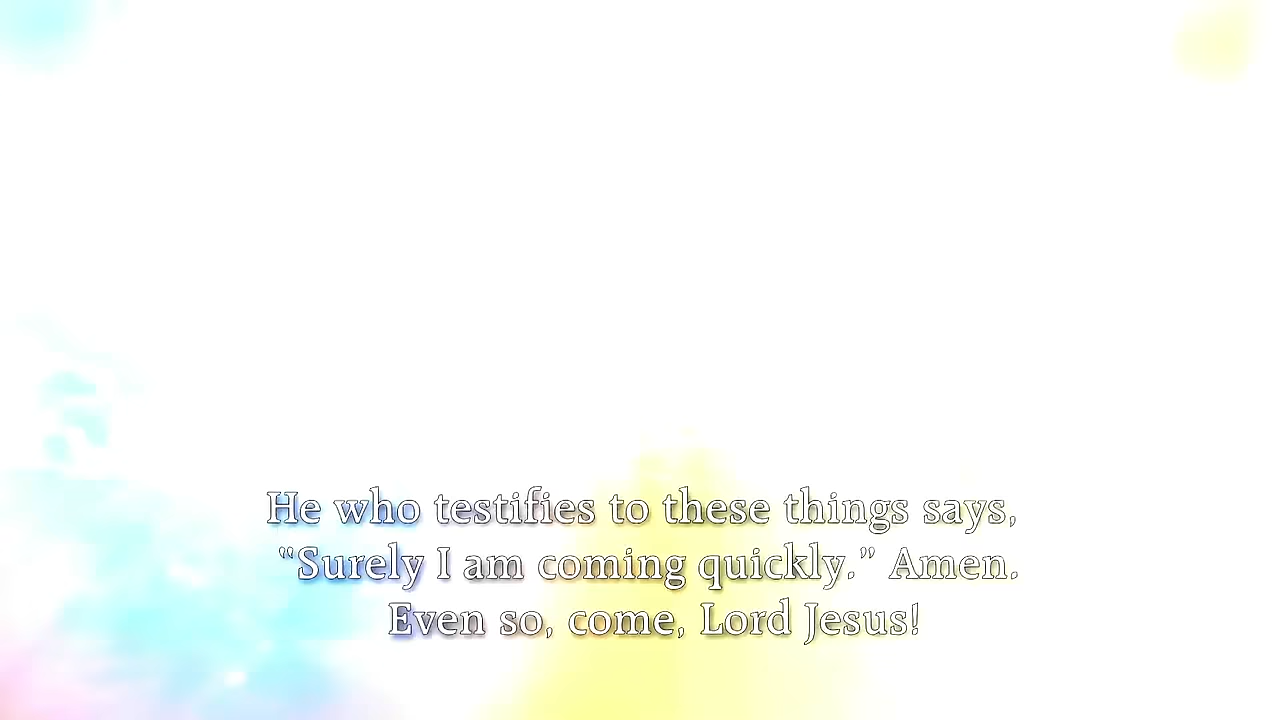 He who testifies to these things says,
“Surely I am coming quickly.” Amen.
Even so, come, Lord Jesus!